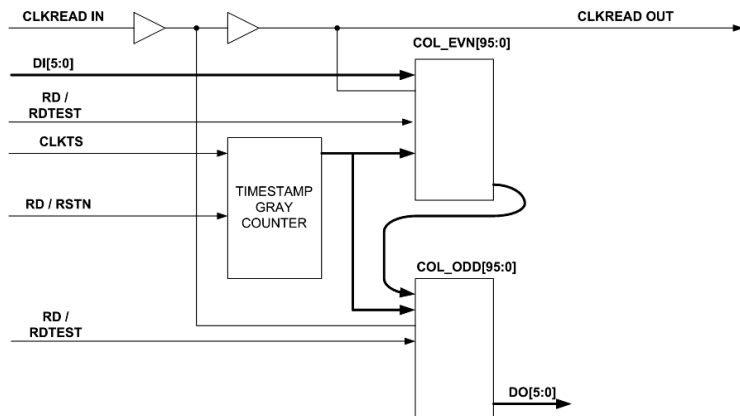 CLKREAD IN
CLKREAD OUT
COL_EVN[95:0]
DI[5:0]
RD /
RDTEST
CLKTS
TIMESTAMP
GRAY
COUNTER
RD / RSTN
COL_ODD[95:0]
RD /
RDTEST
DO[5:0]